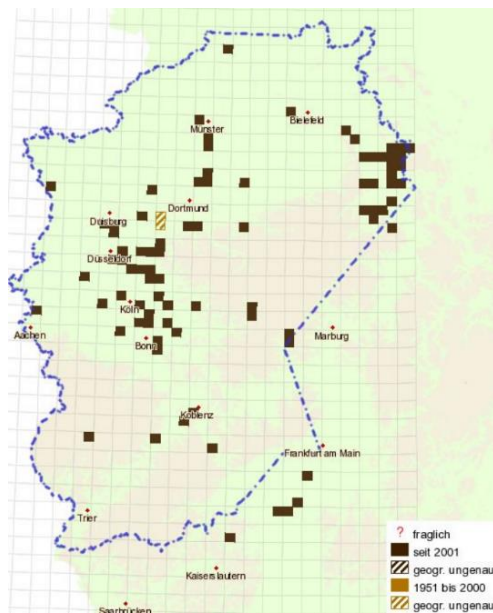 Münster
Bielefeld
Dortmund
Duisburg
Düsseldorf
Köln
Aachen
Bonn
Marburg
Koblenz
Frankfurt am Main
Trier
Kaiserslautern
Saarbrücken
? fraglich
seit 2001
geogr. ungenau
1951 bis 2000
geogr. ungenau